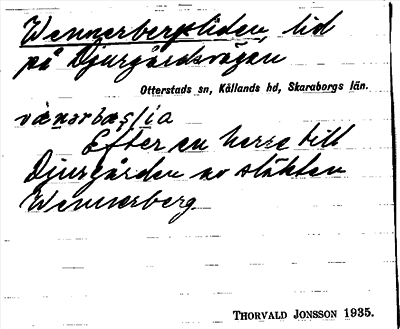 Wennerbergsliden, lid
på Djurgårdsvägen
Otterstads sn, Kållands hd, Skaraborgs län.
Efter en herre till
Djurgården av släkten
Wennerberg
THORVALD JONSSON 1935.